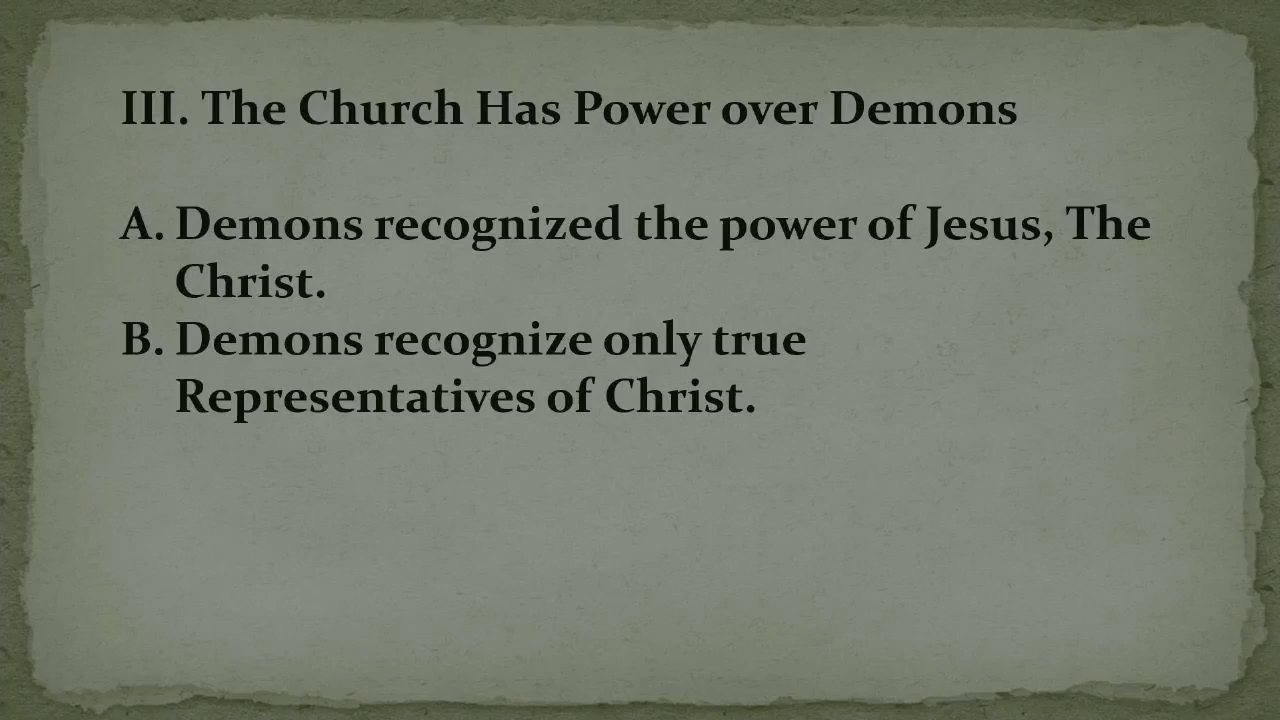 III. The Church Has Power over Demons
A. Demons recognized the power of Jesus, The
Christ.
B. Demons recognize only true
Representatives of Christ.